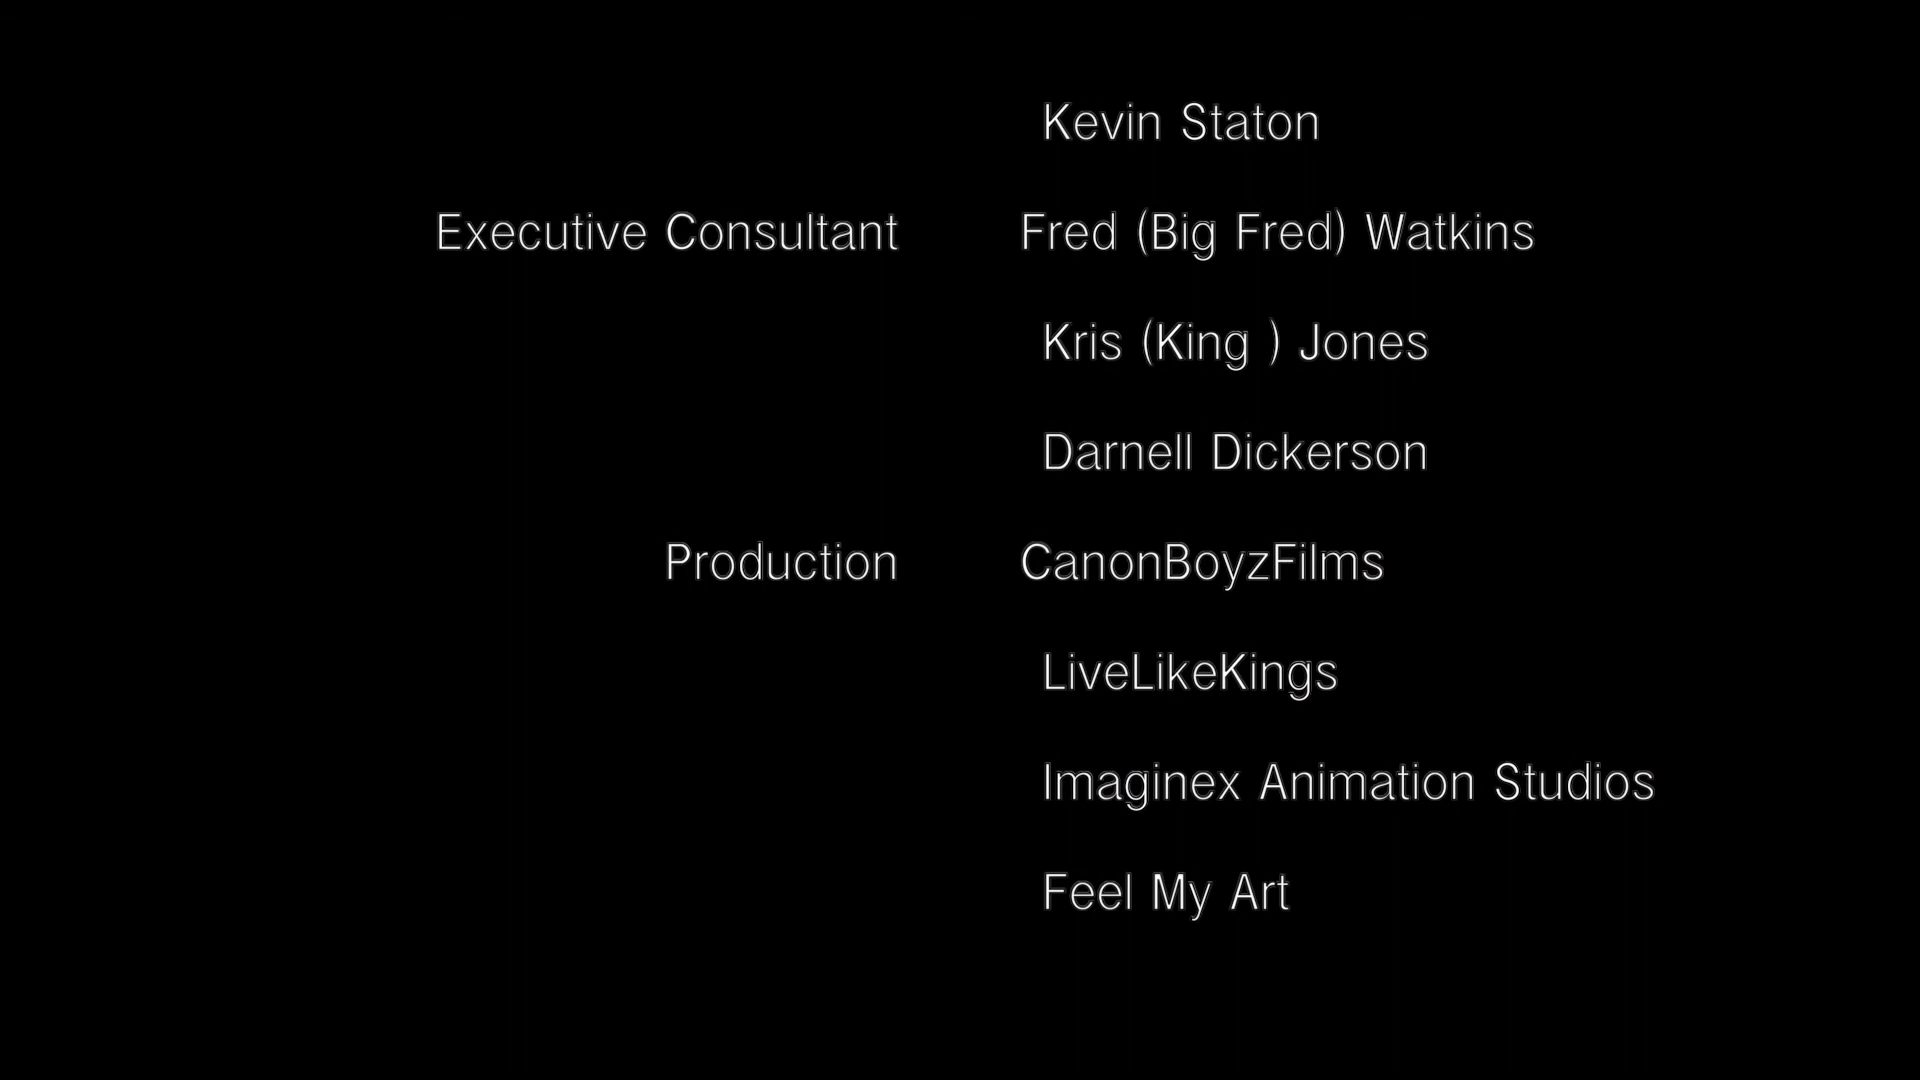 Kevin Staton
Executive Consultant Fred (Big Fred) Watkins
Kris (King ) Jones
Darnell Dickerson
Production CanonBoyzFilms
LiveLikeKings
Imaginex Animation Studios
Feel My Art